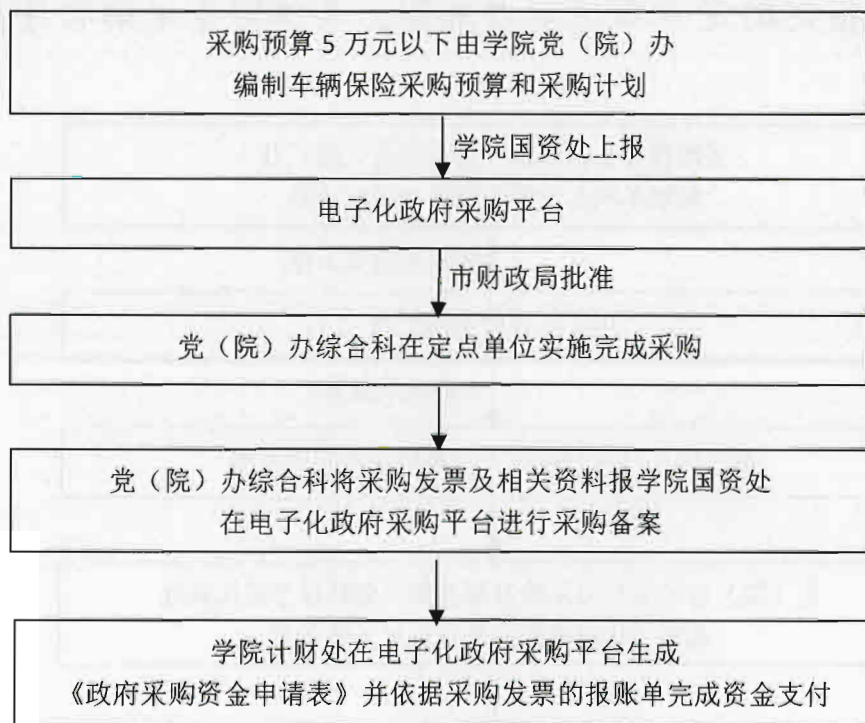 采购预算5万元以下由学院党（院）办
编制车辆保险采购预算和采购计划
学院国资处上报
电子化政府采购平台
市财政局批准
党（院）办综合科在定点单位实施完成采购
党（院）办综合科将采购发票及相关资料报学院国资处
在电子化政府采购平台进行采购备案
学院计财处在电子化政府采购平台生成
《政府采购资金申请表》并依据采购发票的报账单完成资金支付